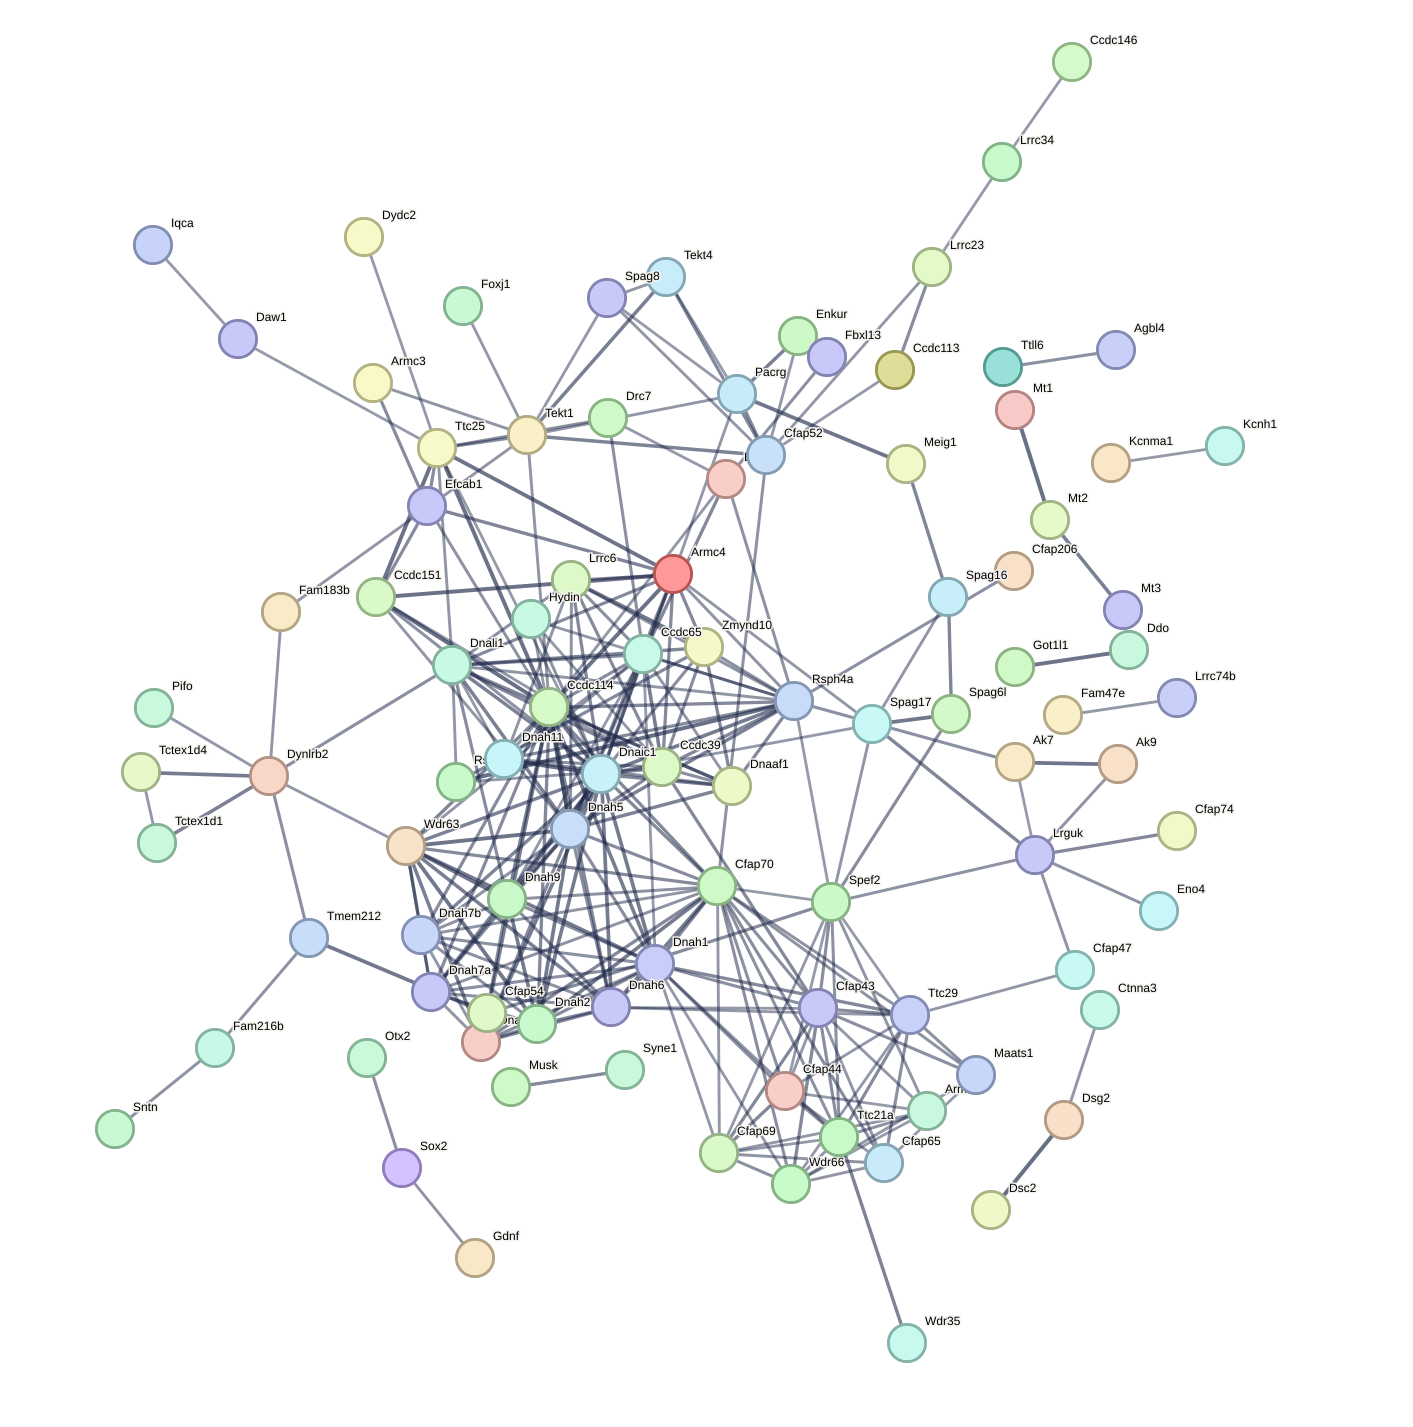 Ccdc146
Lrrc34
Iqca
Dydc2
Lrrc23
Tekt4
Spag8
Foxj1
Daw1
Enkur
Fbxl13
Agbl4
Ttll6
Ccdc113
Armc3
Pacrg
Mt1
Drc7
Tekt1
Ttc25
Cfap52
Kcnh1
Kcnma1
Meig1
Efcab1
Mt2
Cfap206
Armc4
Lrrc6
Ccdc151
Spag16
Fam183b
Hydin
Mt3
Zmynd10
Ddo
Ccdc65
Dnali1
Got1l1
Rsph4a
Lrrc74b
Ccdc114
Pifo
Fam47e
Spag6l
Spag17
Dnah11
Ak7
Ak9
Ccdc39
Dnaic1
Tctex1d4
Dynlrb2
Dnaaf1
Dnah5
Cfap74
Tctex1d1
Wdr63
Lrguk
Cfap70
Dnah9
Spef2
Eno4
Dnah7b
Tmem212
Dnah1
Cfap47
Dnah7a
Dnah6
Cfap43
Ctnna3
Cfap54
Ttc29
Dnah2
Fam216b
Otx2
Syne1
Maats1
Musk
Cfap44
Dsg2
Sntn
Ttc21a
Cfap69
Cfap65
Sox2
Wdr66
Dsc2
Gdnf
Wdr35